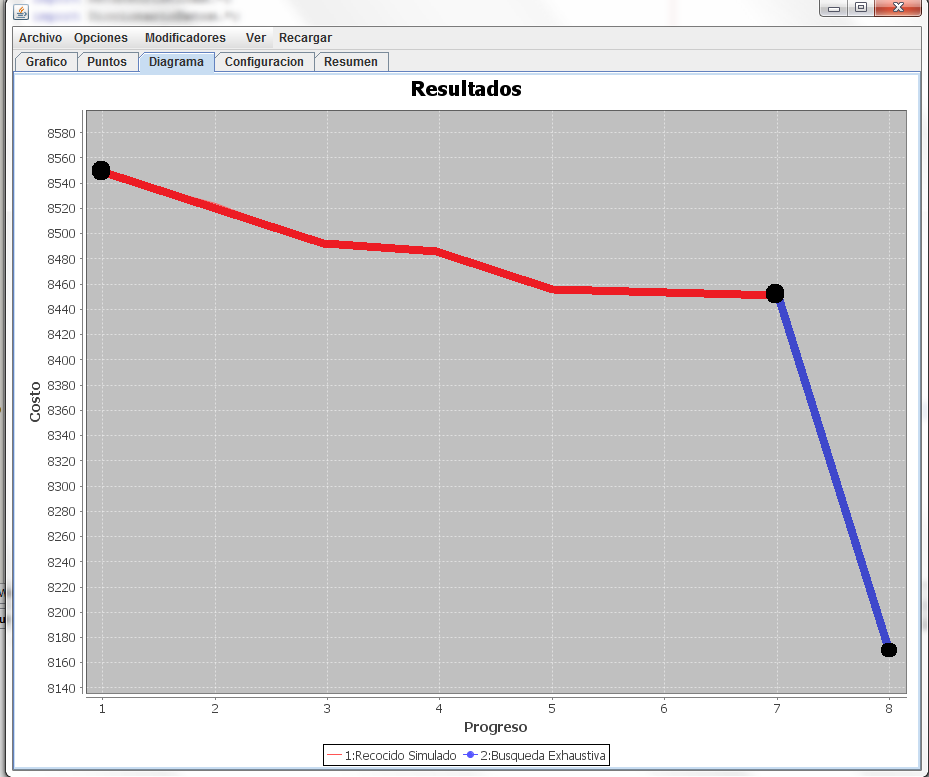 import
Archivo Opciones Modificadores Ver Recargar
Grafico Puntos Diagrama Configuracion Resumen
Resultados
8580
8560
8540
8520
8500
8480
8460
8440
8420
8400
8380
8360
8340
8320
8300
8280
8260
8240
8220
8200
8180
8160
8140
Costo
1 2 3 4 5 6 7 8
Progreso
1:Recocido Simulado 2:Busqueda Exhaustiva